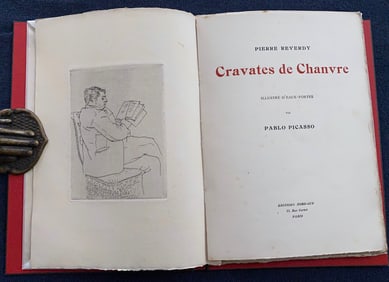 PIERRE REVERDY
Cravates de Chanvre
ILLUSTRÉ D'EAUX-FORTES
PAR
PABLO PICASSO
ÉDITIONS NORD-SUD
PARIS